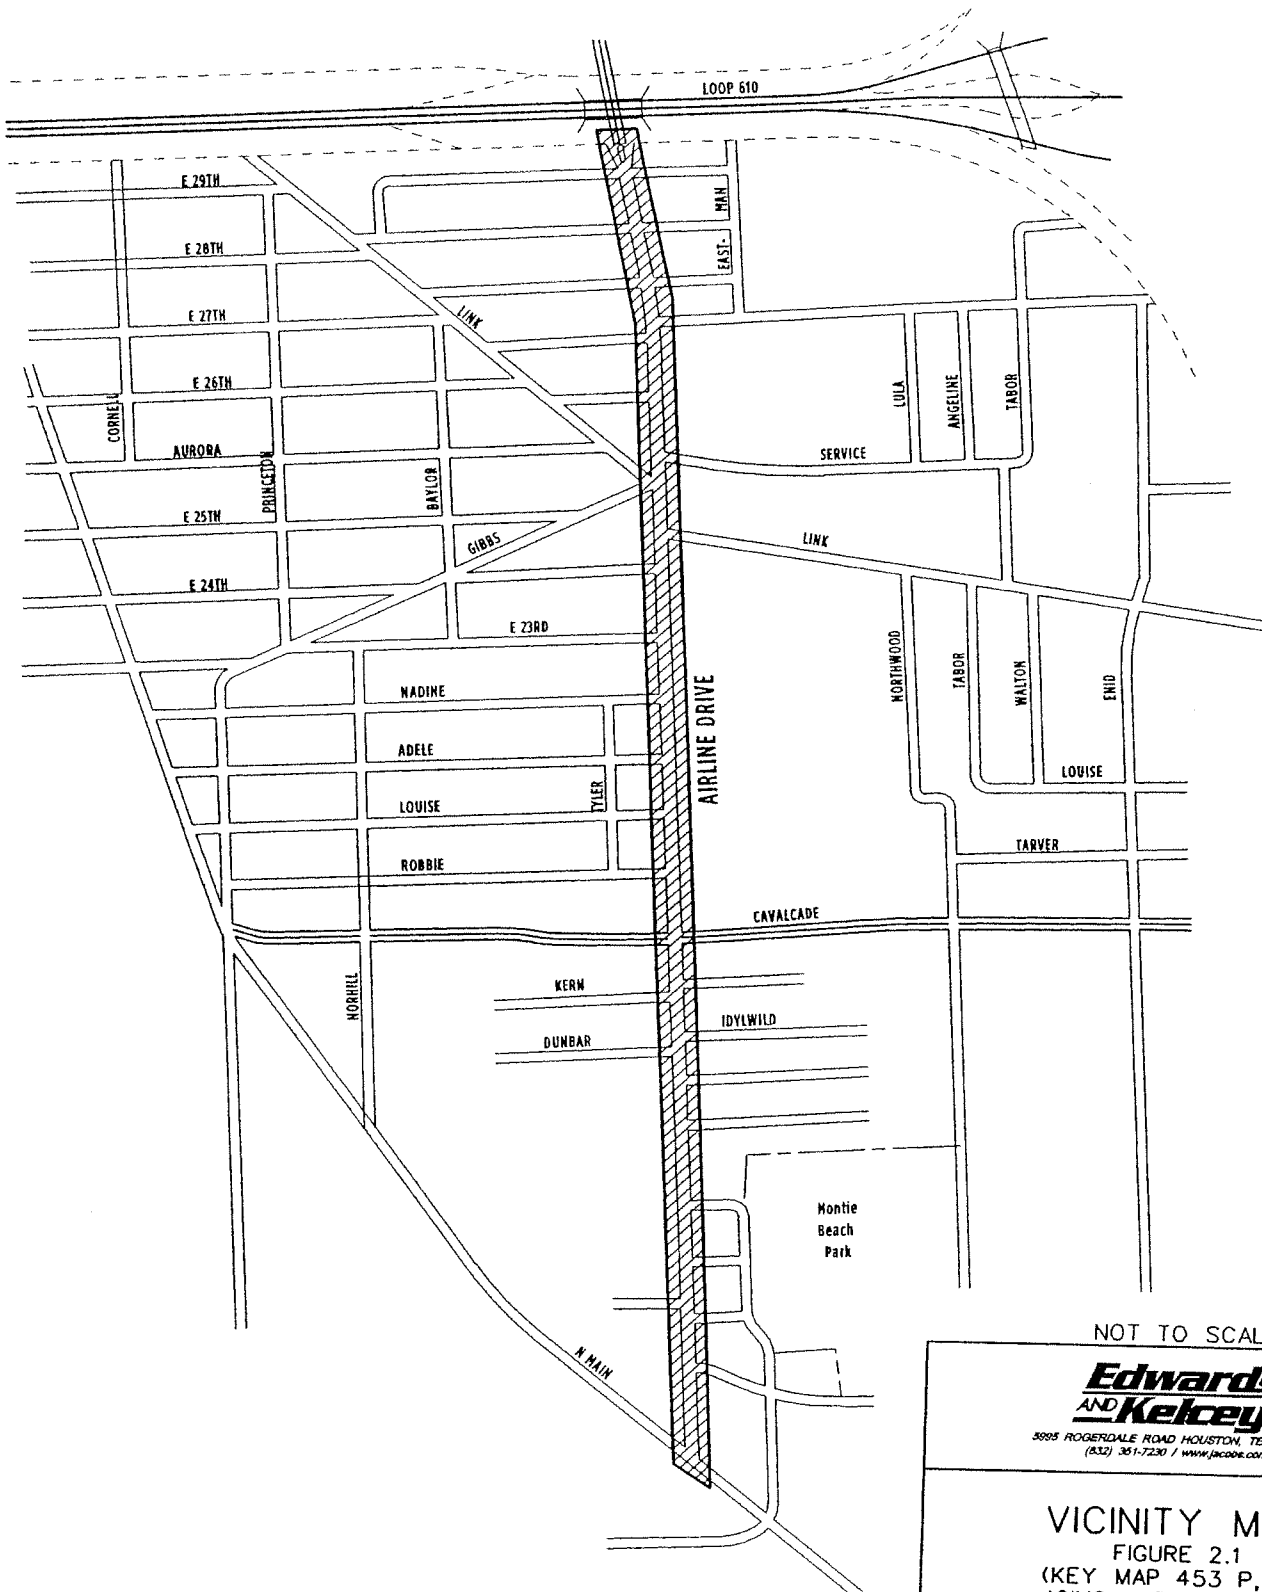 LOOP 610
E 29TH
MAN
E 28TH
EAST-
E 27TH
LINK
E 26TH
CORNELL
LULA
ANGELINE
TABOR
AURORA
SERVICE
PRINCETON
BAYLOR
E 25TH
GIBBS
LINK
E 24TH
E 23RD
NORTHWOOD
TABOR
WALTON
ENID
NADINE
AIRLINE DRIVE
ADELE
LOUISE
TYLER
LOUISE
ROBBIE
TARVER
CAVALCADE
NORHILL
KERN
IDYLWILD
DUNBAR
Montie
Beach
Park
N MAIN
NOT TO SCAL
Edward
AND Kelcey
5995 ROGERDALE ROAD HOUSTON, TE
(832) 351-7230 / www.jacobs.co
VICINITY M
FIGURE 2.1
(KEY MAP 453 P,